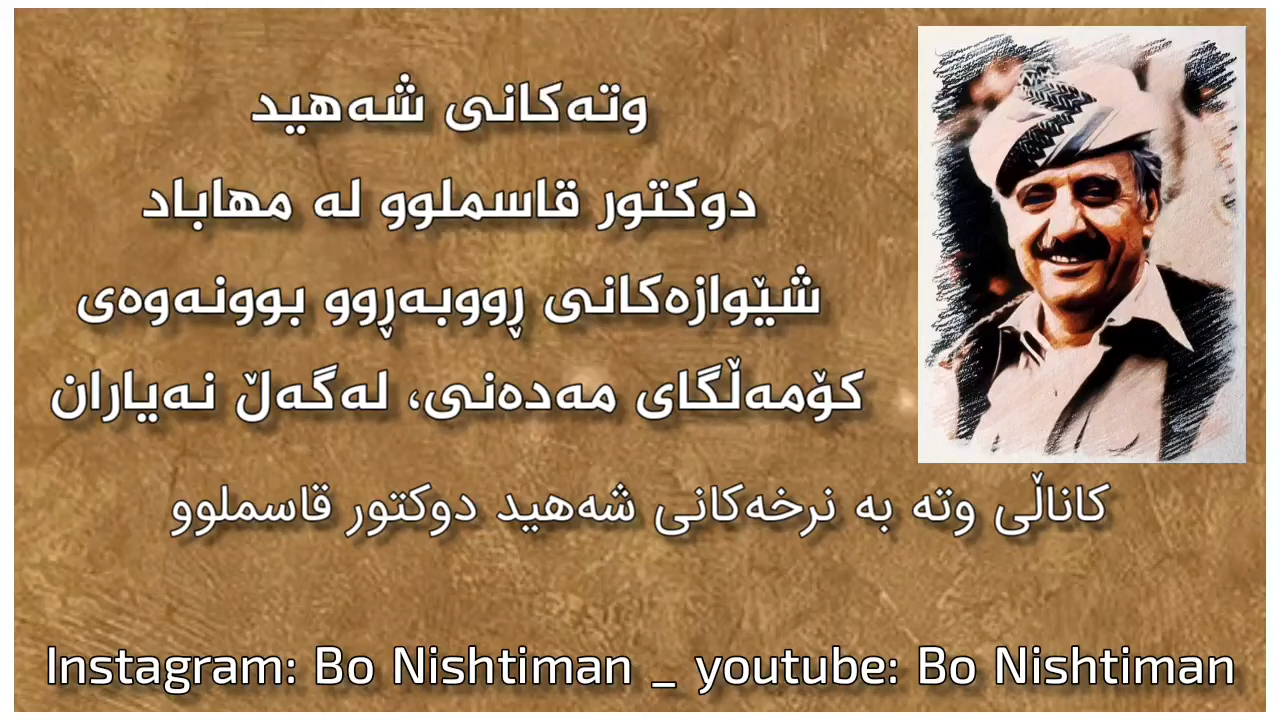 وتەکانی شەهید
دوکتور قاسملوو لە مهاباد
شێوازەکانی ڕووبەڕوو بوونەوەی
کۆمەڵگای مەدەنی، لەگەڵ نەیاران
کاناڵی وتە بە نرخەکانی شەهید دوکتور قاسملوو
Instagram: Bo Nishtiman _ youtube: Bo Nishtiman